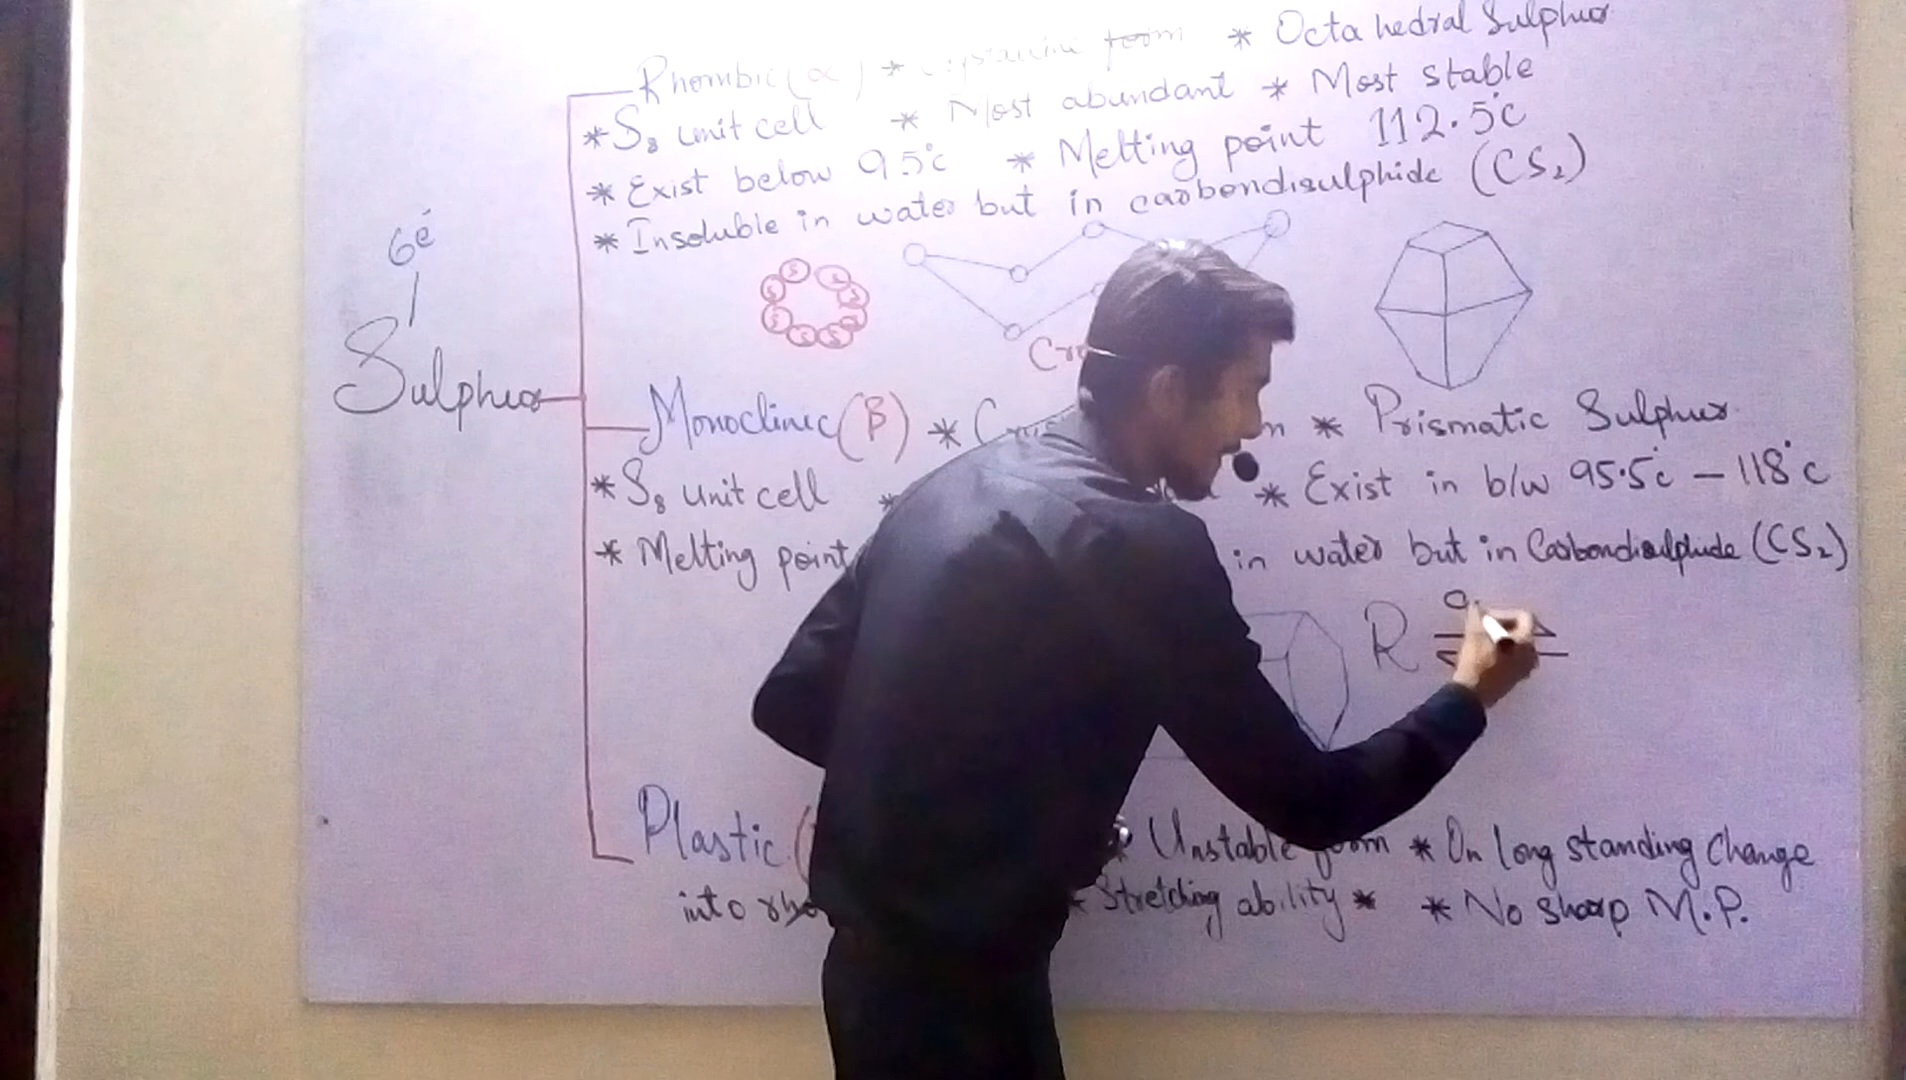 Rhombic (α) * Crystalline form * Octahedral Sulphur
* S₈ unit cell * Most abundant * Most stable
* Exist below 95°c * Melting point 112.5°c
* Insoluble in water but in carbondisulphide (CS₂)
6e⁻
S S S S S S
Sulphur
Monoclinic (β) * * Prismatic Sulphur
* S₈ unit cell * * Exist in b/w 95.5°c - 118°c
* Melting point in water but in Carbondisulphide (CS₂)
R
Plastic ( * Unstable form * On long standing change
into * Stretching ability * * No sharp M.P.